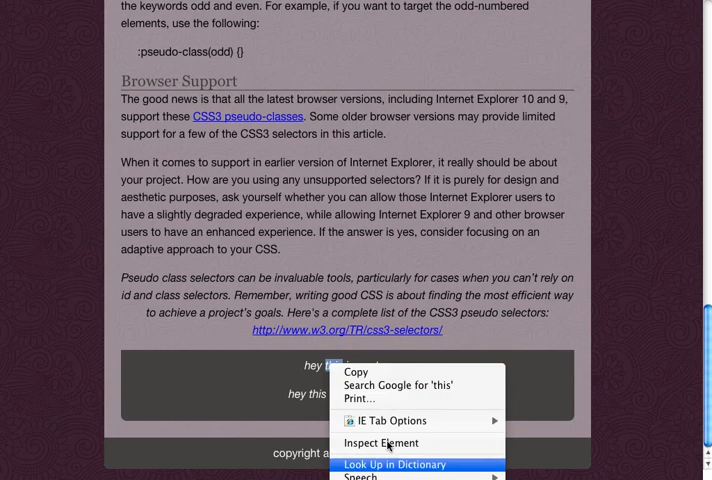 the keywords odd and even. For example, if you want to target the odd-numbered
elements, use the following:
:pseudo-class(odd) {}
Browser Support
The good news is that all the latest browser versions, including Internet Explorer 10 and 9,
support these CSS3 pseudo-classes. Some older browser versions may provide limited
support for a few of the CSS3 selectors in this article.
When it comes to support in earlier version of Internet Explorer, it really should be about
your project. How are you using any unsupported selectors? If it is purely for design and
aesthetic purposes, ask yourself whether you can allow those Internet Explorer users to
have a slightly degraded experience, while allowing Internet Explorer 9 and other browser
users to have an enhanced experience. If the answer is yes, consider focusing on an
adaptive approach to your CSS.
Pseudo class selectors can be invaluable tools, particularly for cases when you can't rely on
id and class selectors. Remember, writing good CSS is about finding the most efficient way
to achieve a project's goals. Here's a complete list of the CSS3 pseudo selectors:
http://www.w3.org/TR/css3-selectors/
hey
Copy
Search Google for 'this'
Print...
hey this
IE Tab Options
Inspect Element
copyright
Look Up in Dictionary
Speech